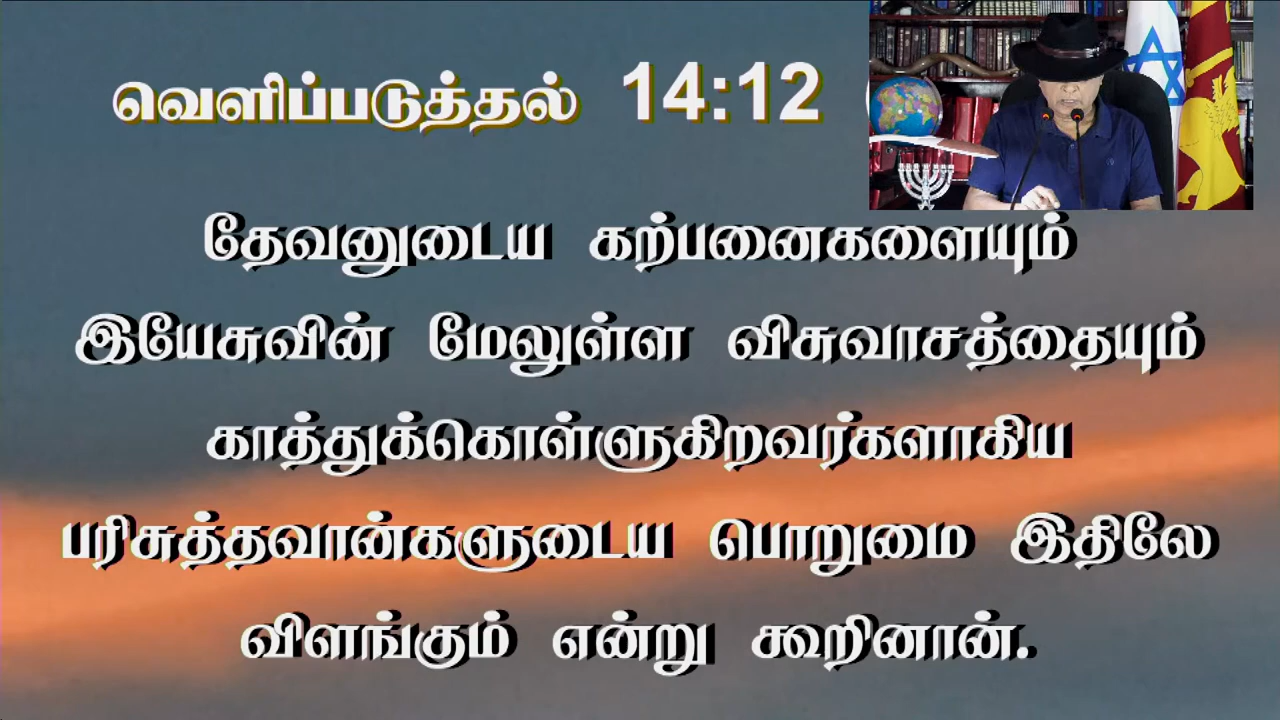 வெளிப்படுத்தல் 14:12
தேவனுடைய கற்பனைகளையும்
இயேசுவின் மேலுள்ள விசுவாசத்தையும்
காத்துக்கொள்ளுகிறவர்களாகிய
பரிசுத்தவான்களுடைய பொறுமை இதிலே
விளங்கும் என்று கூறினான்.